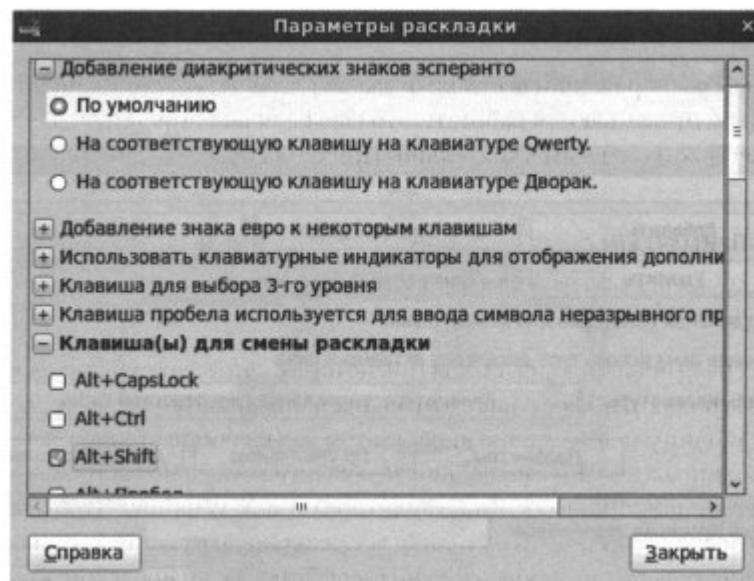 Параметры раскладки
Добавление диакритических знаков эсперанто
По умолчанию
На соответствующую клавишу на клавиатуре Qwerty.
На соответствующую клавишу на клавиатуре Дворак.
Добавление знака евро к некоторым клавишам
Использовать клавиатурные индикаторы для отображения дополни
Клавиша для выбора 3-го уровня
Клавиша пробела используется для ввода символа неразрывного пр
Клавиша(ы) для смены раскладки
Alt+CapsLock
Alt+Ctrl
Alt+Shift
Alt+Пробел
Справка
Закрыть